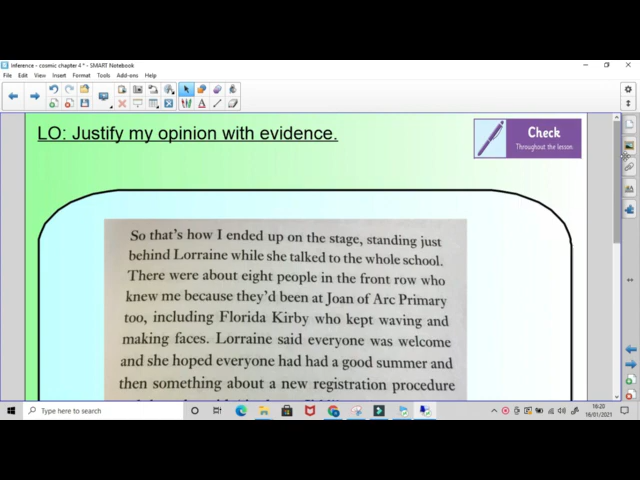 Inference - cosmic chapter 4 * - SMART Notebook
File Edit View Insert Format Tools Add-ons Help
LO: Justify my opinion with evidence.
Check
Throughout the lesson
So that's how I ended up on the stage, standing just
behind Lorraine while she talked to the whole school.
There were about eight people in the front row who
knew me because they'd been at Joan of Arc Primary
too, including Florida Kirby who kept waving and
making faces. Lorraine said everyone was welcome
and she hoped everyone had had a good summer and
then something about a new registration procedure
Type here to search
16:20
16/01/2021